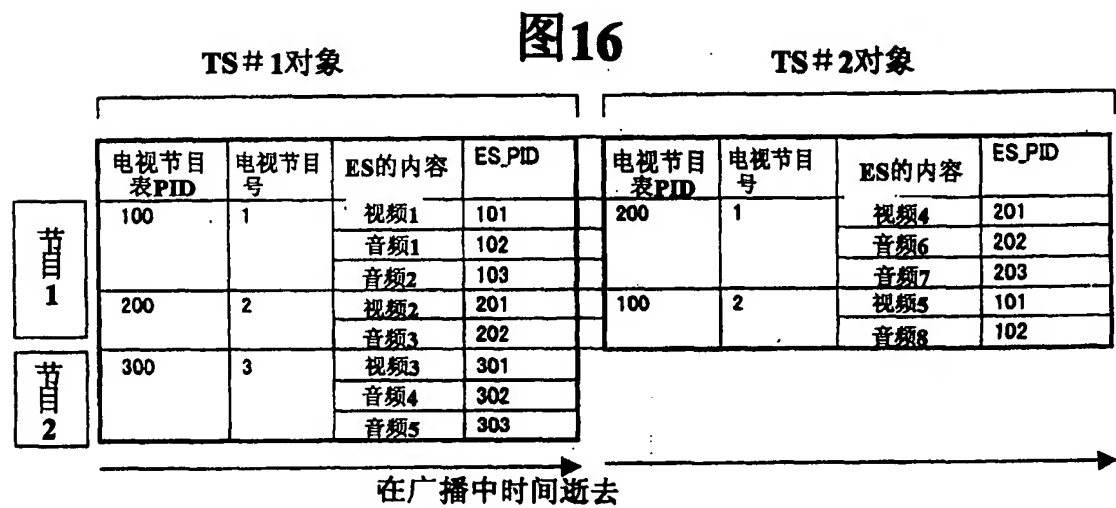 图16
TS#1对象
TS#2对象
电视节目表PID 电视节目号 ES的内容 ES_PID 电视节目表PID 电视节目号 ES的内容 ES_PID
节目1
100 1 视频1 101 200 1 视频4 201
音频1 102 音频6 202
音频2 103 音频7 203
200 2 视频2 201 100 2 视频5 101
音频3 202 音频8 102
节目2
300 3 视频3 301
音频4 302
音频5 303
在广播中时间逝去